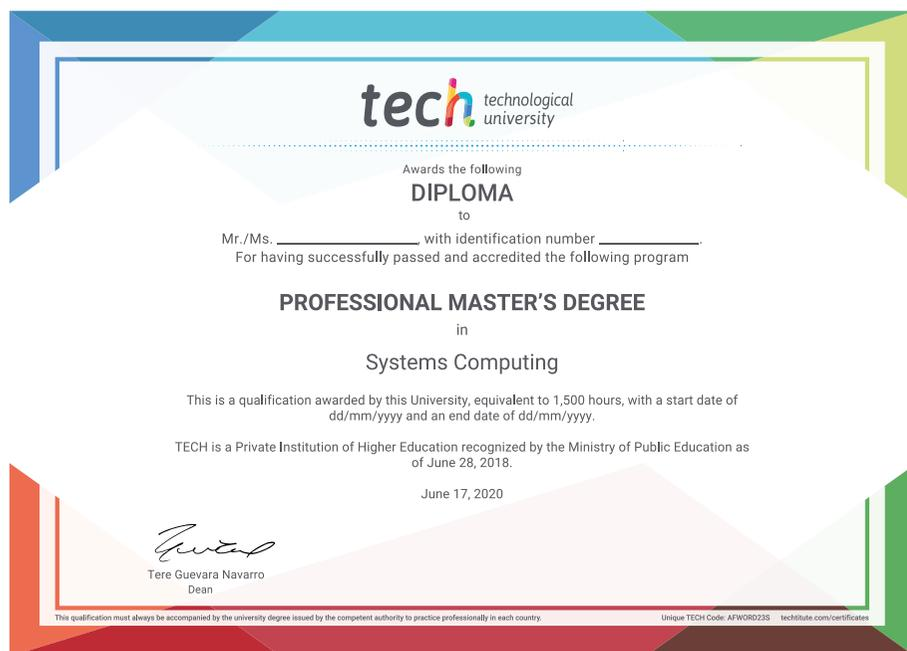 tech technological
university
Awards the following
DIPLOMA
to
Mr./Ms. ____________________, with identification number ______________.
For having successfully passed and accredited the following program
PROFESSIONAL MASTER’S DEGREE
in
Systems Computing
This is a qualification awarded by this University, equivalent to 1,500 hours, with a start date of
dd/mm/yyyy and an end date of dd/mm/yyyy.
TECH is a Private Institution of Higher Education recognized by the Ministry of Public Education as
of June 28, 2018.
June 17, 2020
Tere Guevara Navarro
Dean
This qualification must always be accompanied by the university degree issued by the competent authority to practice professionally in each country.
Unique TECH Code: AFWORD23S techtitute.com/certificates